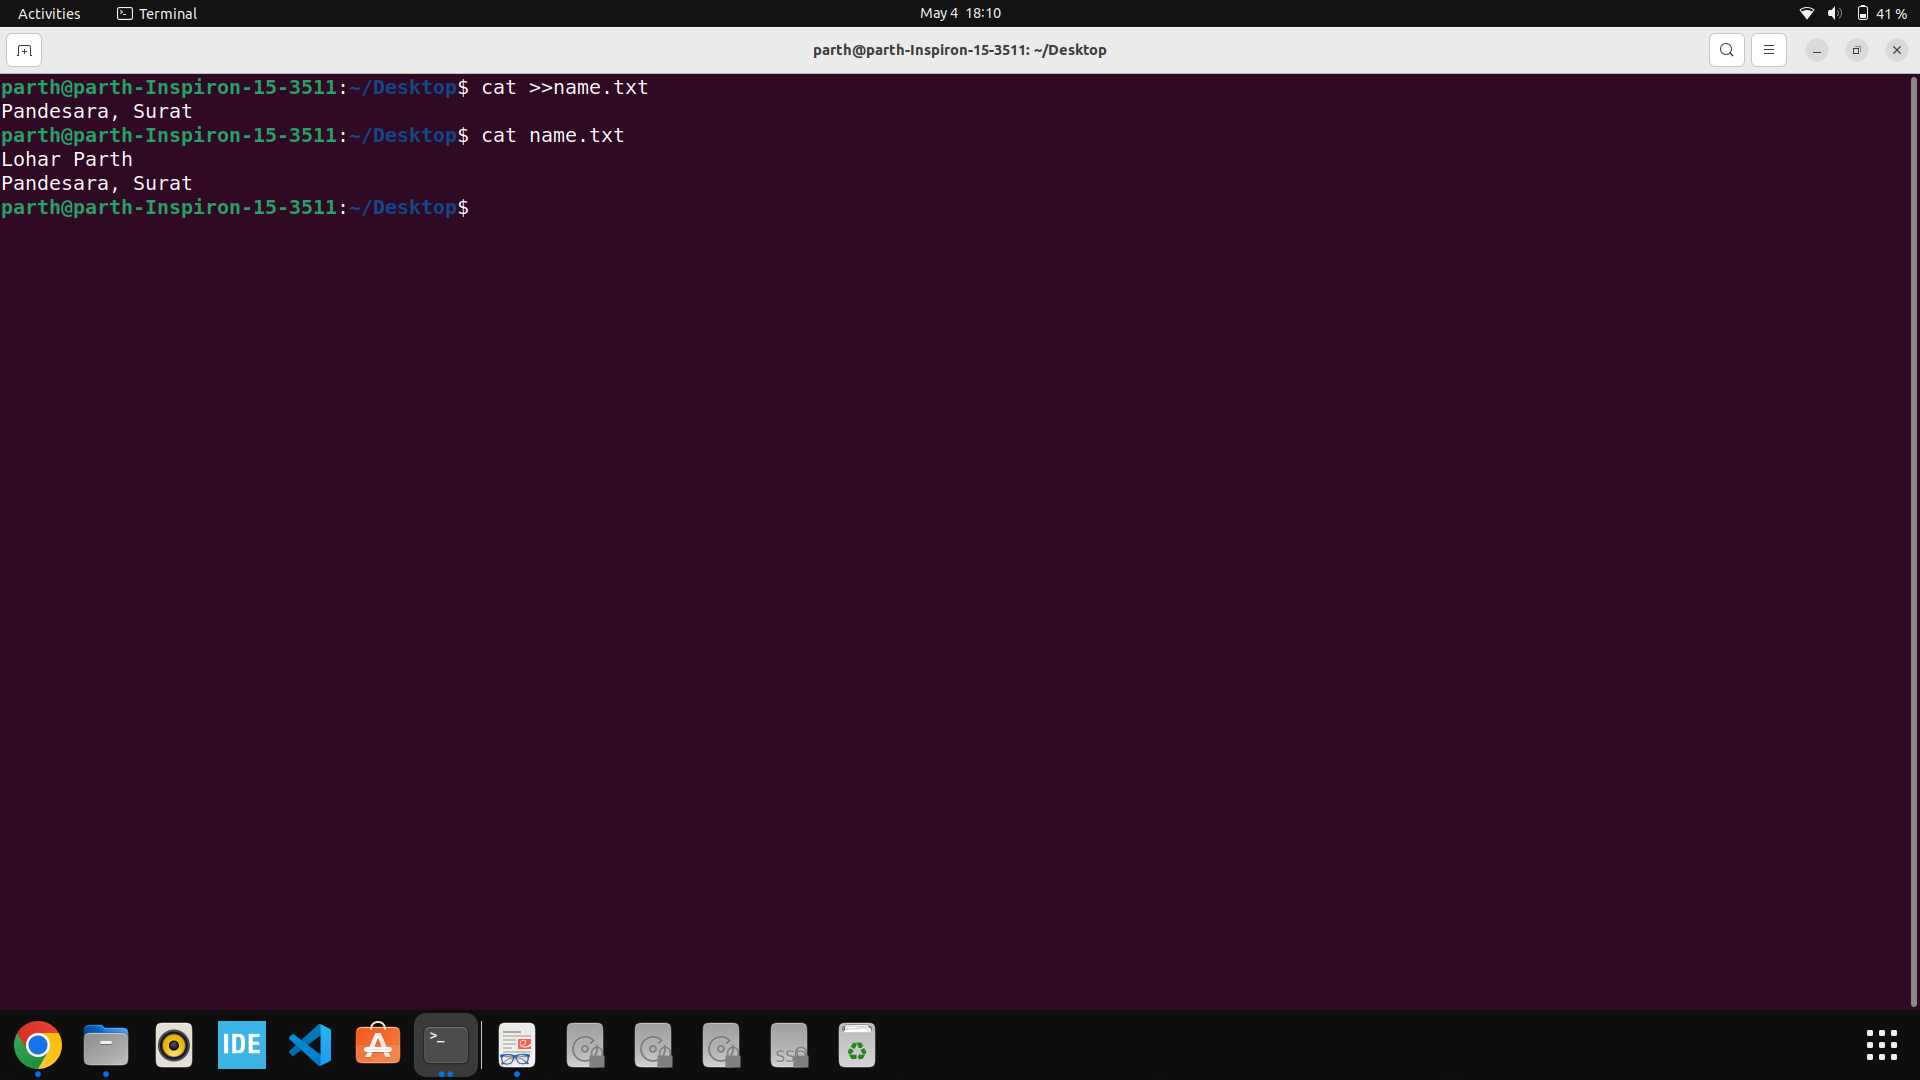 Activities Terminal May 4 18:10 41 %
parth@parth-Inspiron-15-3511: ~/Desktop
parth@parth-Inspiron-15-3511:~/Desktop$ cat >>name.txt
Pandesara, Surat
parth@parth-Inspiron-15-3511:~/Desktop$ cat name.txt
Lohar Parth
Pandesara, Surat
parth@parth-Inspiron-15-3511:~/Desktop$
IDE >_ SSD